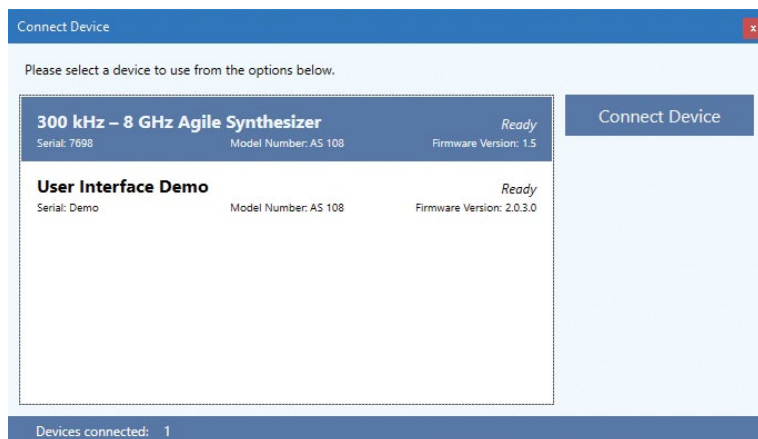 Connect Device
x
Please select a device to use from the options below.
300 kHz – 8 GHz Agile Synthesizer Ready
Serial: 7698 Model Number: AS 108 Firmware Version: 1.5
Connect Device
User Interface Demo Ready
Serial: Demo Model Number: AS 108 Firmware Version: 2.0.3.0
Devices connected: 1